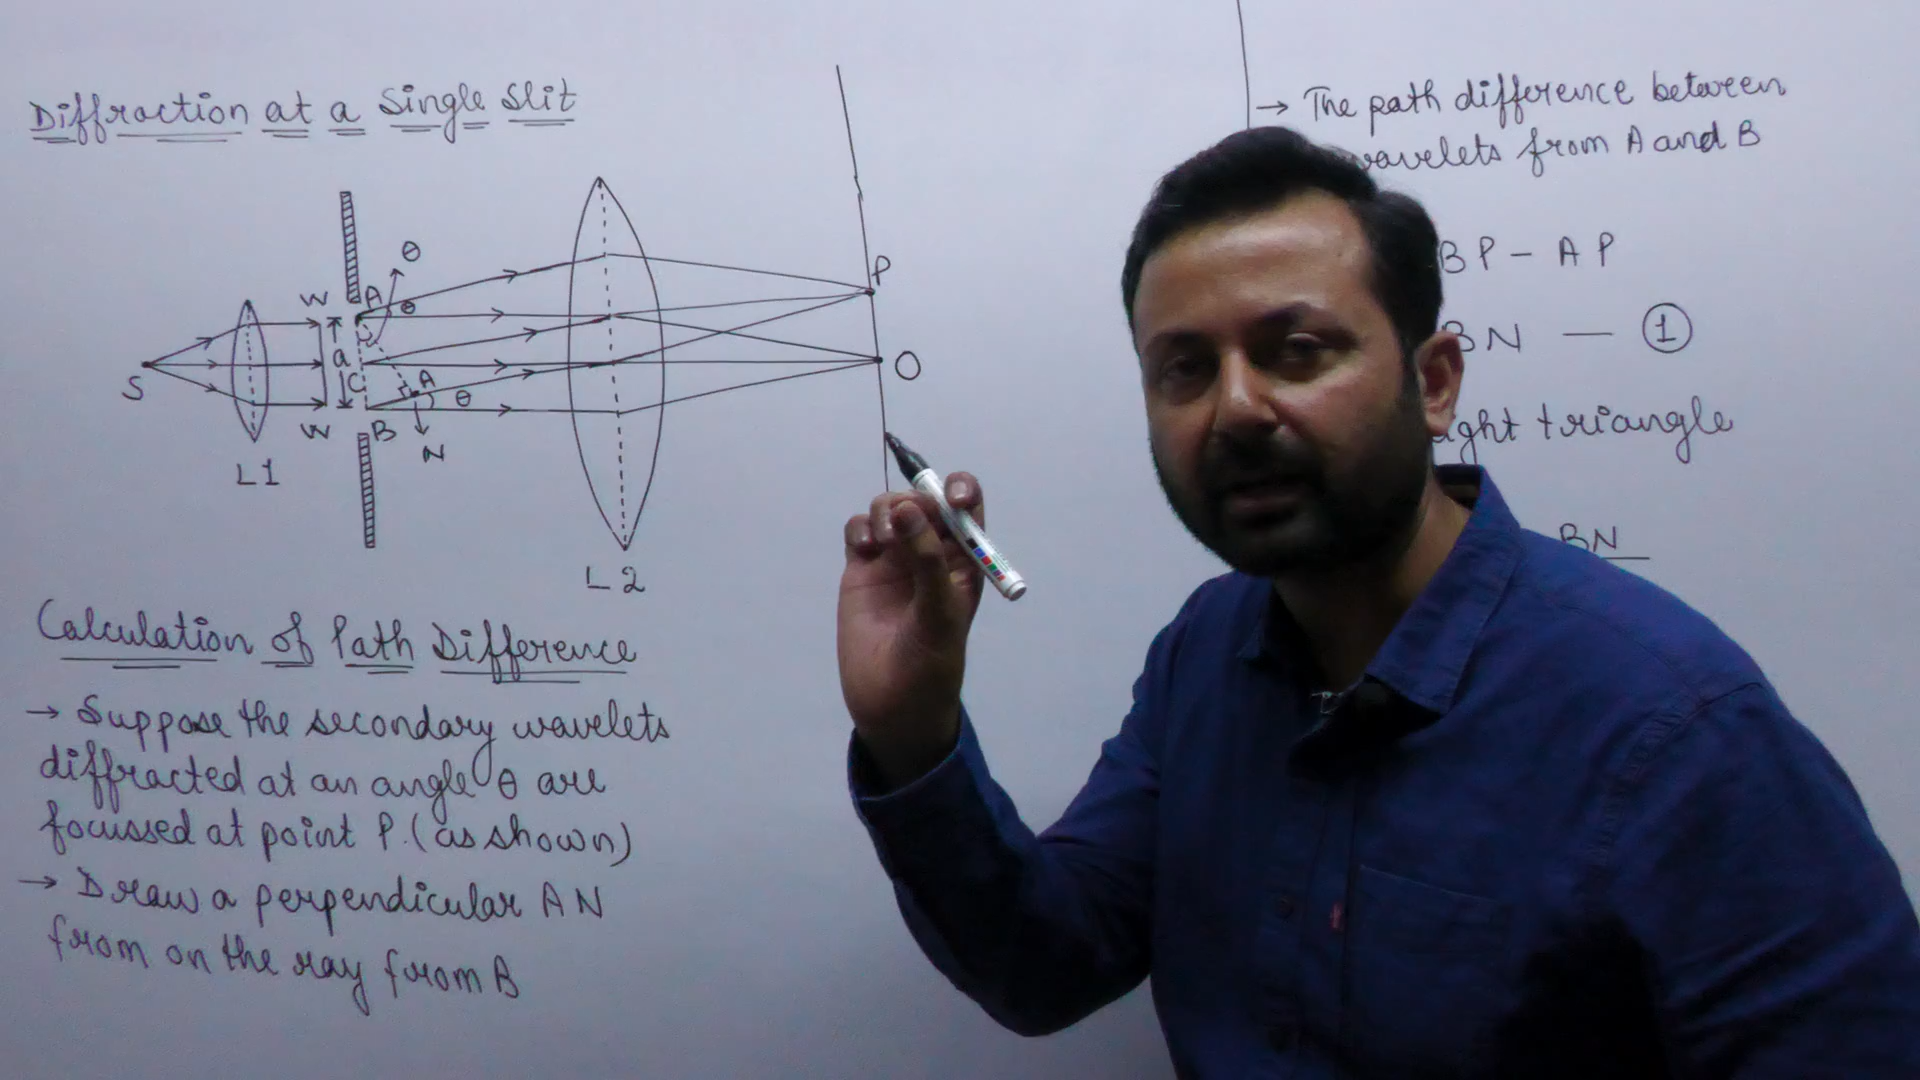 Diffraction at a Single Slit
θ
W
A
θ
P
S
a
C
A
θ
O
W
B
N
L1
L2
Calculation of Path Difference
→ Suppose the secondary wavelets
diffracted at an angle θ are
focussed at point P. (as shown)
→ Draw a perpendicular AN
from on the ray from B
→ The path difference between
wavelets from A and B
BP - AP
BN — 1
right triangle
BN